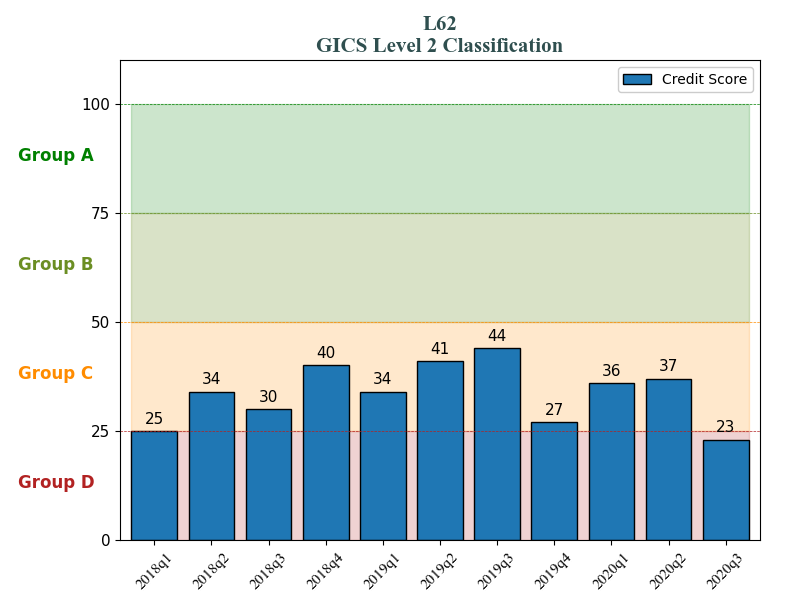 L62
GICS Level 2 Classification
Credit Score
100
Group A
75
Group B
50
Group C
25
Group D
0
25
34
30
40
34
41
44
27
36
37
23
2018q1
2018q2
2018q3
2018q4
2019q1
2019q2
2019q3
2019q4
2020q1
2020q2
2020q3